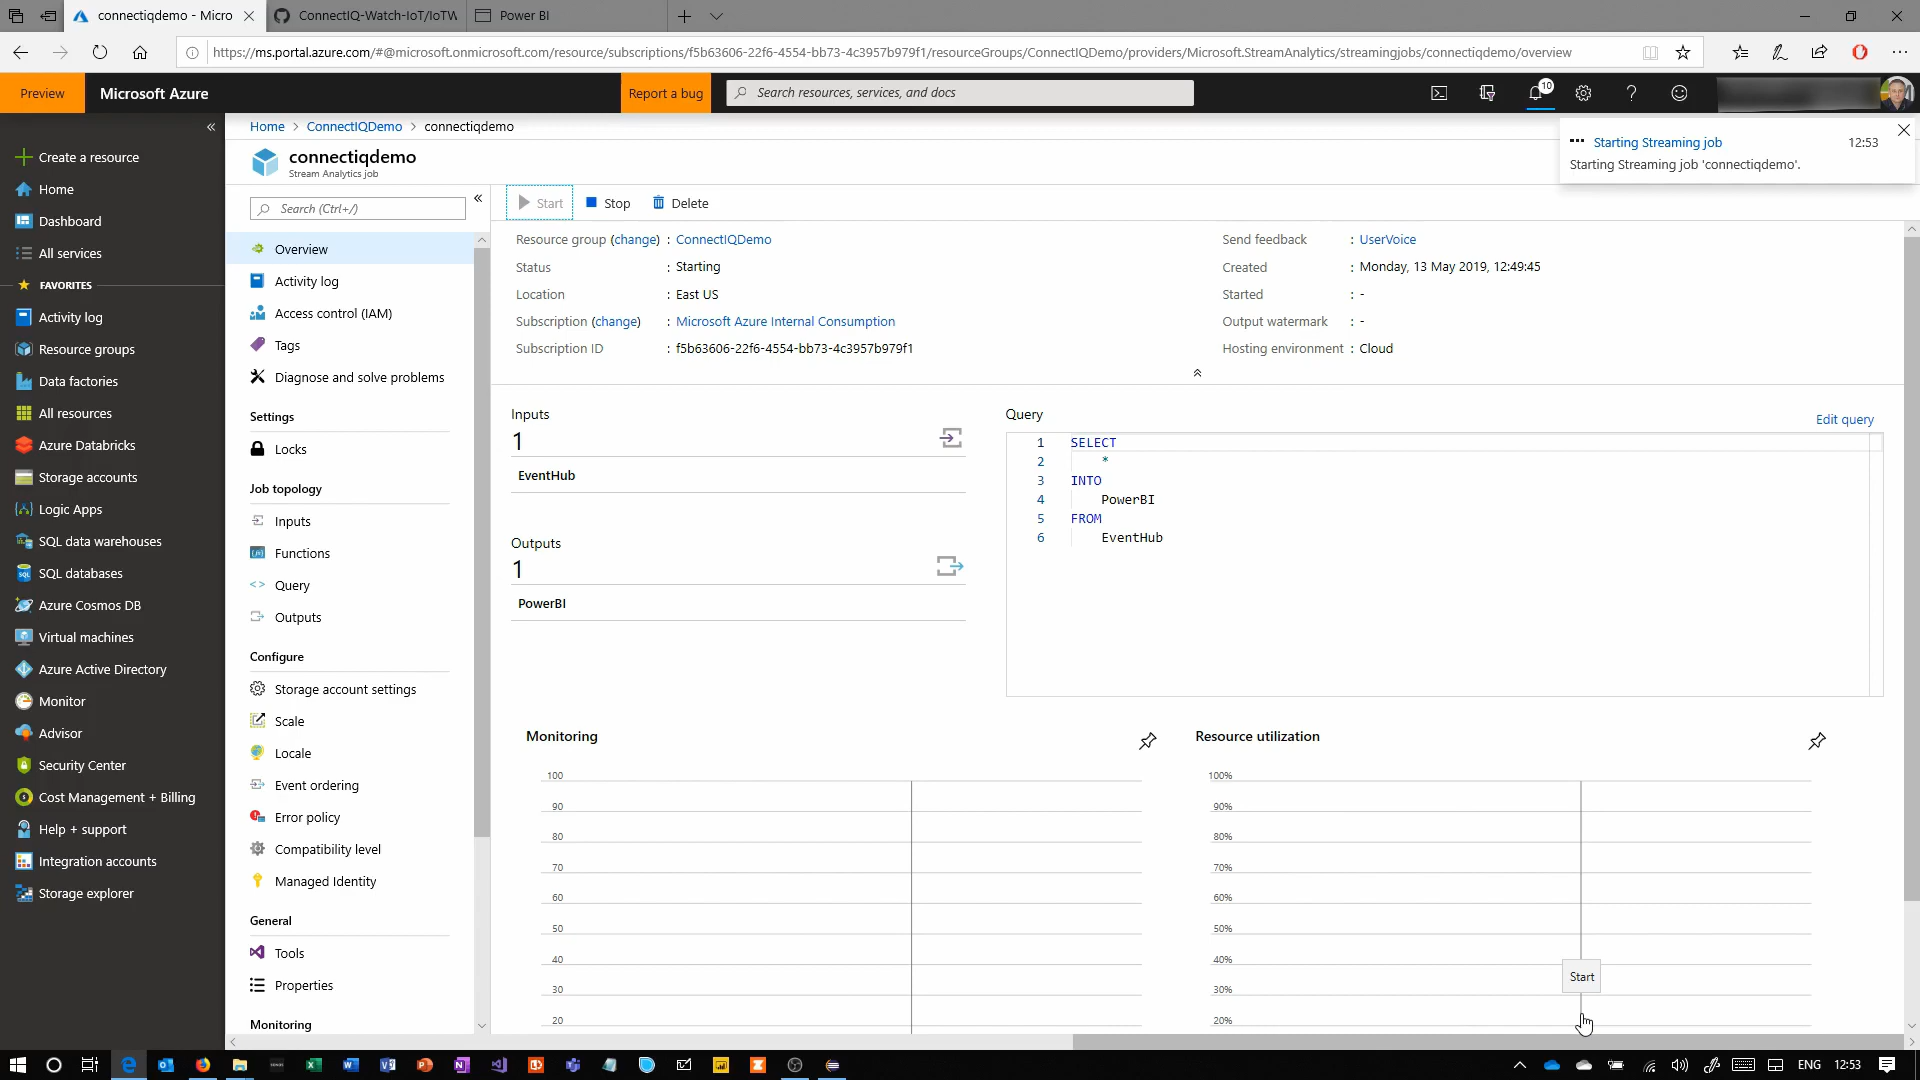 connectiqdemo - Micro
ConnectIQ-Watch-IoT/IoTW
Power BI
https://ms.portal.azure.com/#@microsoft.onmicrosoft.com/resource/subscriptions/f5b63606-22f6-4554-bb73-4c3957b979f1/resourceGroups/ConnectIQDemo/providers/Microsoft.StreamAnalytics/streamingjobs/connectiqdemo/overview
Preview
Microsoft Azure
Report a bug
Search resources, services, and docs
10
Create a resource
Home
Dashboard
All services
FAVORITES
Activity log
Resource groups
Data factories
All resources
Azure Databricks
Storage accounts
Logic Apps
SQL data warehouses
SQL databases
Azure Cosmos DB
Virtual machines
Azure Active Directory
Monitor
Advisor
Security Center
Cost Management + Billing
Help + support
Integration accounts
Storage explorer
Home > ConnectIQDemo > connectiqdemo
connectiqdemo
Stream Analytics job
Search (Ctrl+/)
Overview
Activity log
Access control (IAM)
Tags
Diagnose and solve problems
Settings
Locks
Job topology
Inputs
Functions
Query
Outputs
Configure
Storage account settings
Scale
Locale
Event ordering
Error policy
Compatibility level
Managed Identity
General
Tools
Properties
Monitoring
Start Stop Delete
Resource group (change) : ConnectIQDemo
Status : Starting
Location : East US
Subscription (change) : Microsoft Azure Internal Consumption
Subscription ID : f5b63606-22f6-4554-bb73-4c3957b979f1
Send feedback : UserVoice
Created : Monday, 13 May 2019, 12:49:45
Started : -
Output watermark : -
Hosting environment : Cloud
Starting Streaming job 12:53
Starting Streaming job 'connectiqdemo'.
Inputs
1
EventHub
Outputs
1
PowerBI
Query
Edit query
1 SELECT
2 *
3 INTO
4 PowerBI
5 FROM
6 EventHub
Monitoring
100
90
80
70
60
50
40
30
20
Resource utilization
100%
90%
80%
70%
60%
50%
40%
30%
20%
Start
ENG 12:53